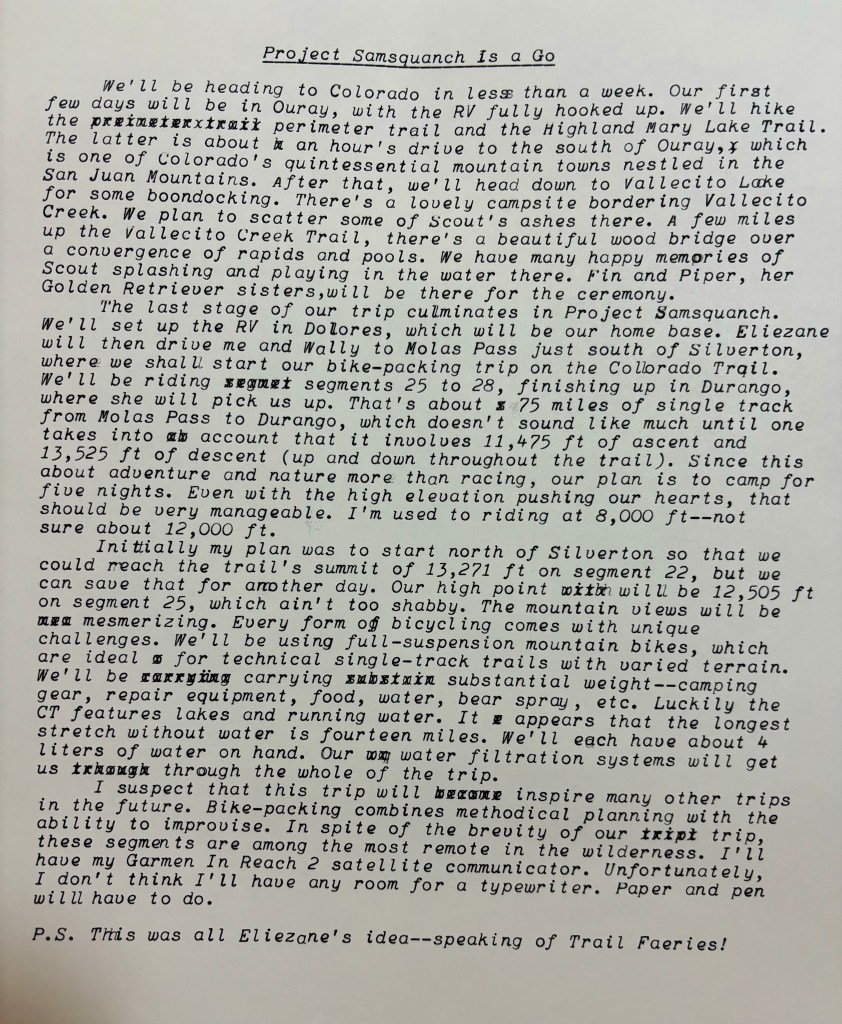 Project Samsquanch Is a Go
We'll be heading to Colorado in less than a week. Our first
few days will be in Ouray, with the RV fully hooked up. We'll hike
the perimeter trail and the Highland Mary Lake Trail.
The latter is about an hour's drive to the south of Ouray, which
is one of Colorado's quintessential mountain towns nestled in the
San Juan Mountains. After that, we'll head down to Vallecito Lake
for some boondocking. There's a lovely campsite bordering Vallecito
Creek. We plan to scatter some of Scout's ashes there. A few miles
up the Vallecito Creek Trail, there's a beautiful wood bridge over
a convergence of rapids and pools. We have many happy memories of
Scout splashing and playing in the water there. Fin and Piper, her
Golden Retriever sisters,will be there for the ceremony.
The last stage of our trip culminates in Project Samsquanch.
We'll set up the RV in Dolores, which will be our home base. Eliezane
will then drive me and Wally to Molas Pass just south of Silverton,
where we shall start our bike-packing trip on the Colorado Trail.
We'll be riding segments 25 to 28, finishing up in Durango,
where she will pick us up. That's about 75 miles of single track
from Molas Pass to Durango, which doesn't sound like much until one
takes into account that it involves 11,475 ft of ascent and
13,525 ft of descent (up and down throughout the trail). Since this
about adventure and nature more than racing, our plan is to camp for
five nights. Even with the high elevation pushing our hearts, that
should be very manageable. I'm used to riding at 8,000 ft--not
sure about 12,000 ft.
Initially my plan was to start north of Silverton so that we
could reach the trail's summit of 13,271 ft on segment 22, but we
can save that for another day. Our high point will be 12,505 ft
on segment 25, which ain't too shabby. The mountain views will be
mesmerizing. Every form of bicycling comes with unique
challenges. We'll be using full-suspension mountain bikes, which
are ideal for technical single-track trails with varied terrain.
We'll be carrying substantial weight--camping
gear, repair equipment, food, water, bear spray, etc. Luckily the
CT features lakes and running water. It appears that the longest
stretch without water is fourteen miles. We'll each have about 4
liters of water on hand. Our water filtration systems will get
us through the whole of the trip.
I suspect that this trip will inspire many other trips
in the future. Bike-packing combines methodical planning with the
ability to improvise. In spite of the brevity of our trip,
these segments are among the most remote in the wilderness. I'll
have my Garmen In Reach 2 satellite communicator. Unfortunately,
I don't think I'll have any room for a typewriter. Paper and pen
willl have to do.
P.S. This was all Eliezane's idea--speaking of Trail Faeries!